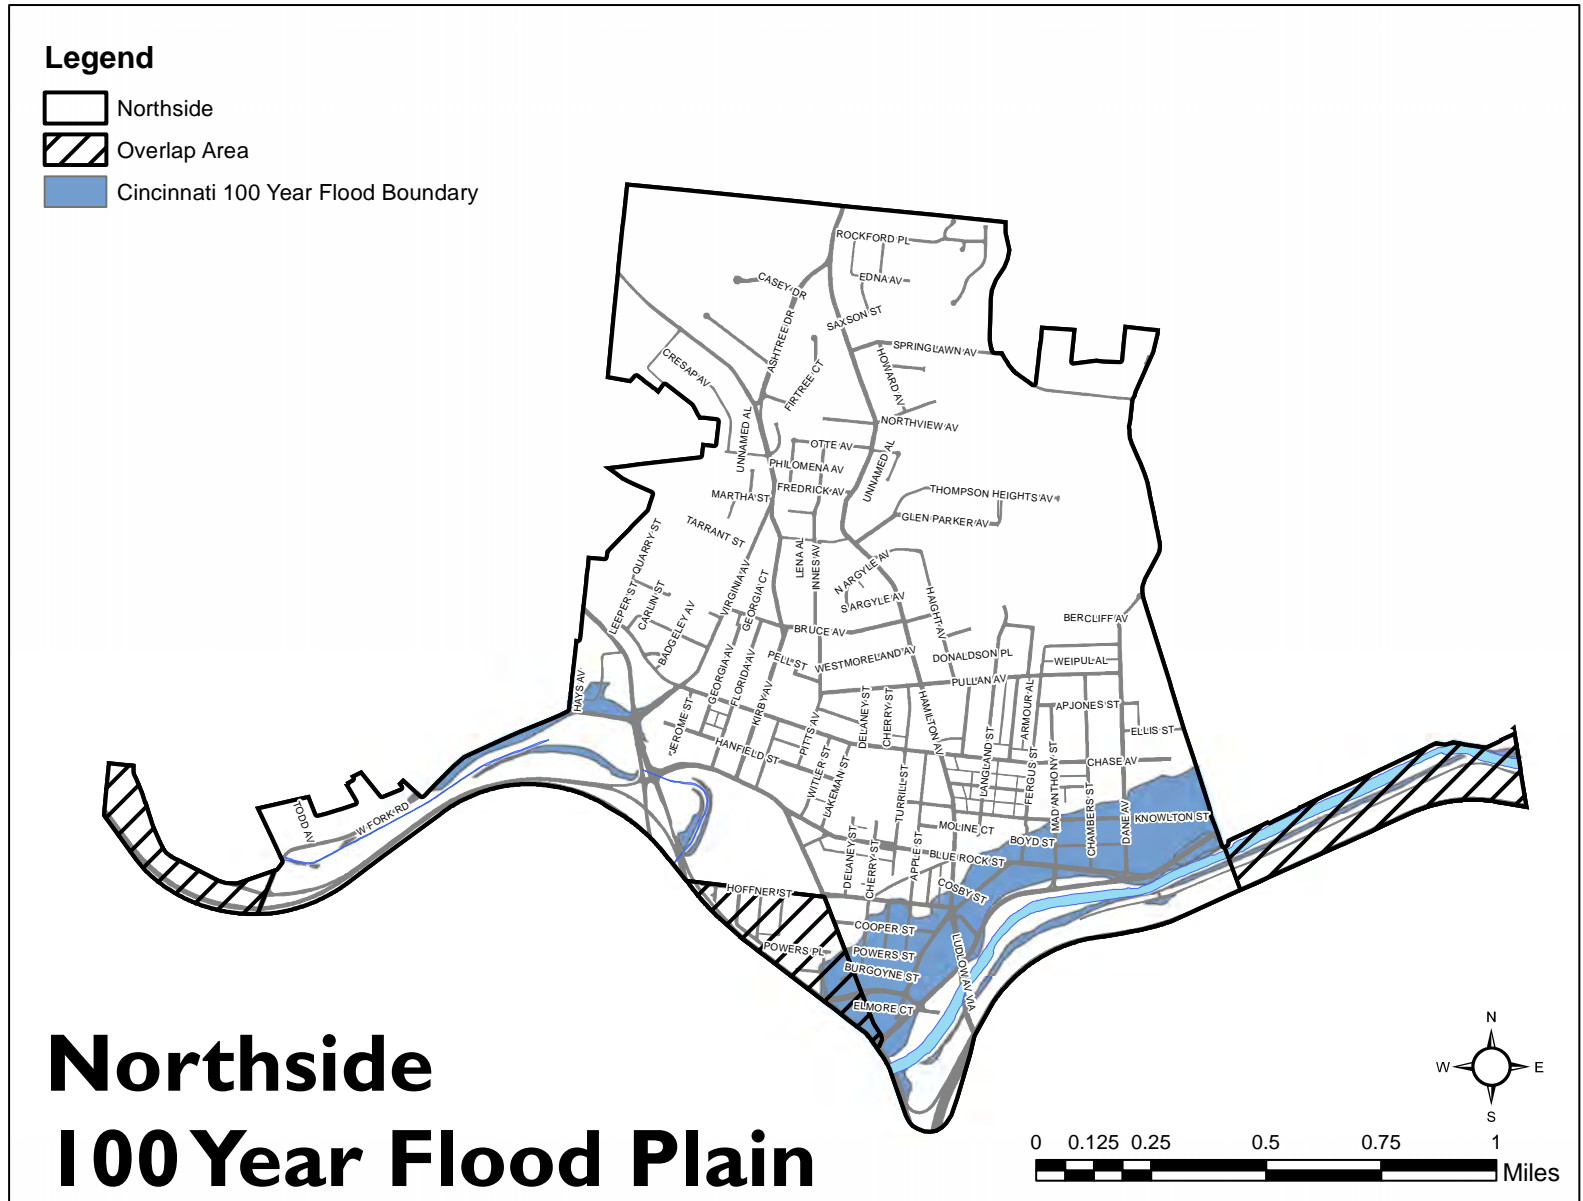 Legend
Northside
Overlap Area
Cincinnati 100 Year Flood Boundary
ROCKFORD PL
EDNA AV
CASEY DR
SAXSON ST
ASHTREE DR
SPRINGLAWN AV
CRESAP AV
FIRTREE CT
HOWARD AV
NORTHVIEW AV
UNNAMED AL
OTTE AV
PHILOMENA AV
UNNAMED AL
FREDRICK AV
MARTHA ST
THOMPSON HEIGHTS AV
GLEN PARKER AV
TARRANT ST
QUARRY ST
LENA AL
INNES AV
N ARGYLE AV
S ARGYLE AV
HAIGHT AV
VIRGINIA AV
GEORGIA CT
LEEPER ST
CARLIN ST
BADGELEY AV
BRUCE AV
BERCLIFF AV
PELL ST
WESTMORELAND AV
DONALDSON PL
WEIPUL AL
GEORGIA AV
FLORIDA AV
KIRBY AV
PULLAN AV
HAYS AV
JEROME ST
HANFIELD ST
PITTS AV
DELANEY ST
CHERRY ST
HAMILTON AV
ARMOUR AL
APJONES ST
ELLIS ST
WITLER ST
LAKEMAN ST
LANGLAND ST
FERGUS ST
MAD ANTHONY ST
CHASE AV
TURRILL ST
CHAMBERS ST
DANE AV
KNOWLTON ST
TODD AV
W FORK RD
MOLINE CT
BOYD ST
DELANEY ST
CHERRY ST
APPLE ST
BLUE ROCK ST
HOFFNER ST
COSBY ST
COOPER ST
POWERS PL
POWERS ST
BURGOYNE ST
LUDLOW AV VIA
ELMORE CT
Northside
100 Year Flood Plain
N
W E
S
0 0.125 0.25 0.5 0.75 1
Miles